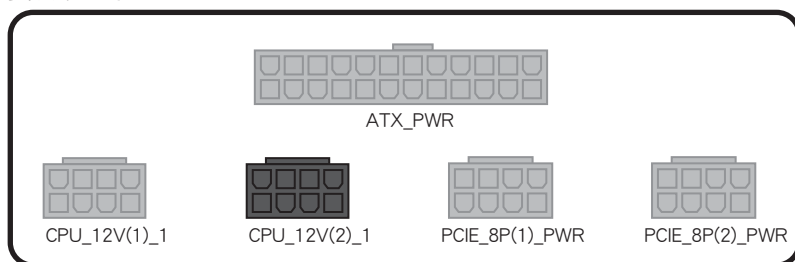 ATX_PWR
CPU_12V(1)_1
CPU_12V(2)_1
PCIE_8P(1)_PWR
PCIE_8P(2)_PWR